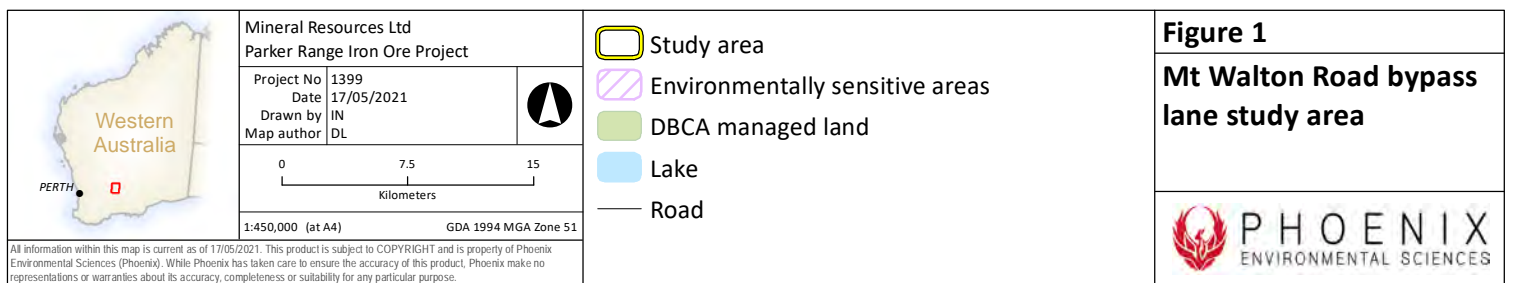 Western
Australia
PERTH
Mineral Resources Ltd
Parker Range Iron Ore Project
Project No 1399
Date 17/05/2021
Drawn by IN
Map author DL
0 7.5 15
Kilometers
1:450,000 (at A4) GDA 1994 MGA Zone 51
All information within this map is current as of 17/05/2021. This product is subject to COPYRIGHT and is property of Phoenix
Environmental Sciences (Phoenix). While Phoenix has taken care to ensure the accuracy of this product, Phoenix make no
representations or warranties about its accuracy, completeness or suitability for any particular purpose.
Study area
Environmentally sensitive areas
DBCA managed land
Lake
Road
Figure 1
Mt Walton Road bypass
lane study area
PHOENIX
ENVIRONMENTAL SCIENCES